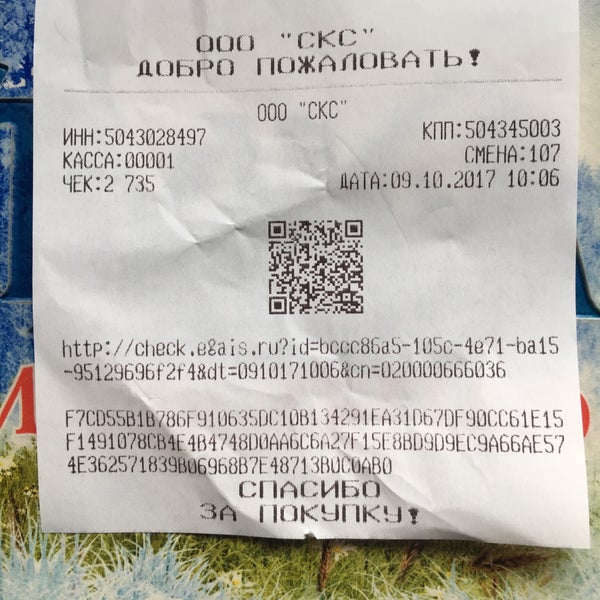 ООО "СКС"
ДОБРО ПОЖАЛОВАТЬ!
ООО "СКС"
ИНН:5043028497 КПП:504345003
КАССА:00001 СМЕНА:107
ЧЕК:2 735 ДАТА:09.10.2017 10:06
http://check.egais.ru?id=bccc86a5-105c-4e71-ba15
-95129696f2f4&dt=0910171006&cn=020000666036
F7CD55B1B786F910635DC10B134291EA31D67DF90CC61E15
F1491078CB4E4B4748D0AA6C6A27F15E8BD9D9EC9A66AE57
4E362571839B06968B7E48713B0C0AB0
СПАСИБО
ЗА ПОКУПКУ!